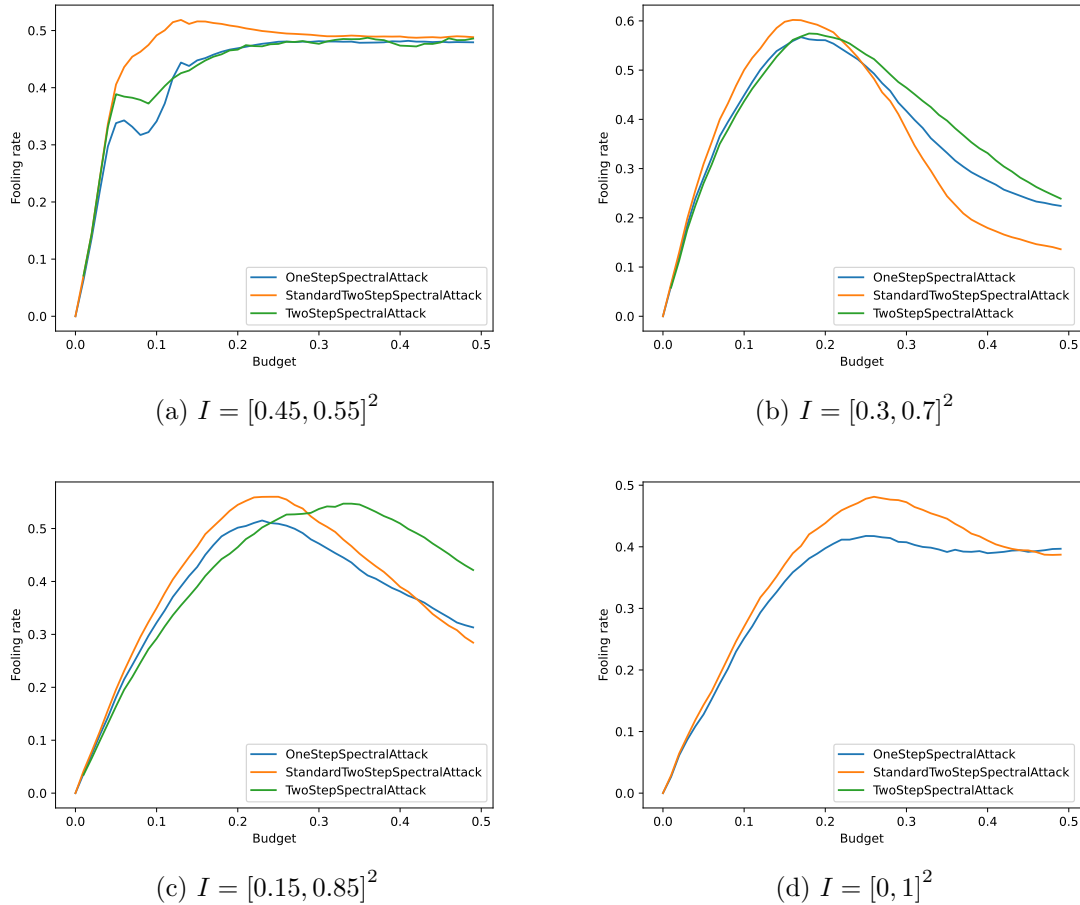 0.5
0.4
0.3
0.2
0.1
0.0
Fooling rate
0.0 0.1 0.2 0.3 0.4 0.5
Budget
OneStepSpectralAttack
StandardTwoStepSpectralAttack
TwoStepSpectralAttack
(a) I = [0.45, 0.55]²
0.6
0.5
0.4
0.3
0.2
0.1
0.0
Fooling rate
0.0 0.1 0.2 0.3 0.4 0.5
Budget
OneStepSpectralAttack
StandardTwoStepSpectralAttack
TwoStepSpectralAttack
(b) I = [0.3, 0.7]²
0.5
0.4
0.3
0.2
0.1
0.0
Fooling rate
0.0 0.1 0.2 0.3 0.4 0.5
Budget
OneStepSpectralAttack
StandardTwoStepSpectralAttack
TwoStepSpectralAttack
(c) I = [0.15, 0.85]²
0.5
0.4
0.3
0.2
0.1
0.0
Fooling rate
0.0 0.1 0.2 0.3 0.4 0.5
Budget
OneStepSpectralAttack
StandardTwoStepSpectralAttack
TwoStepSpectralAttack
(d) I = [0, 1]²